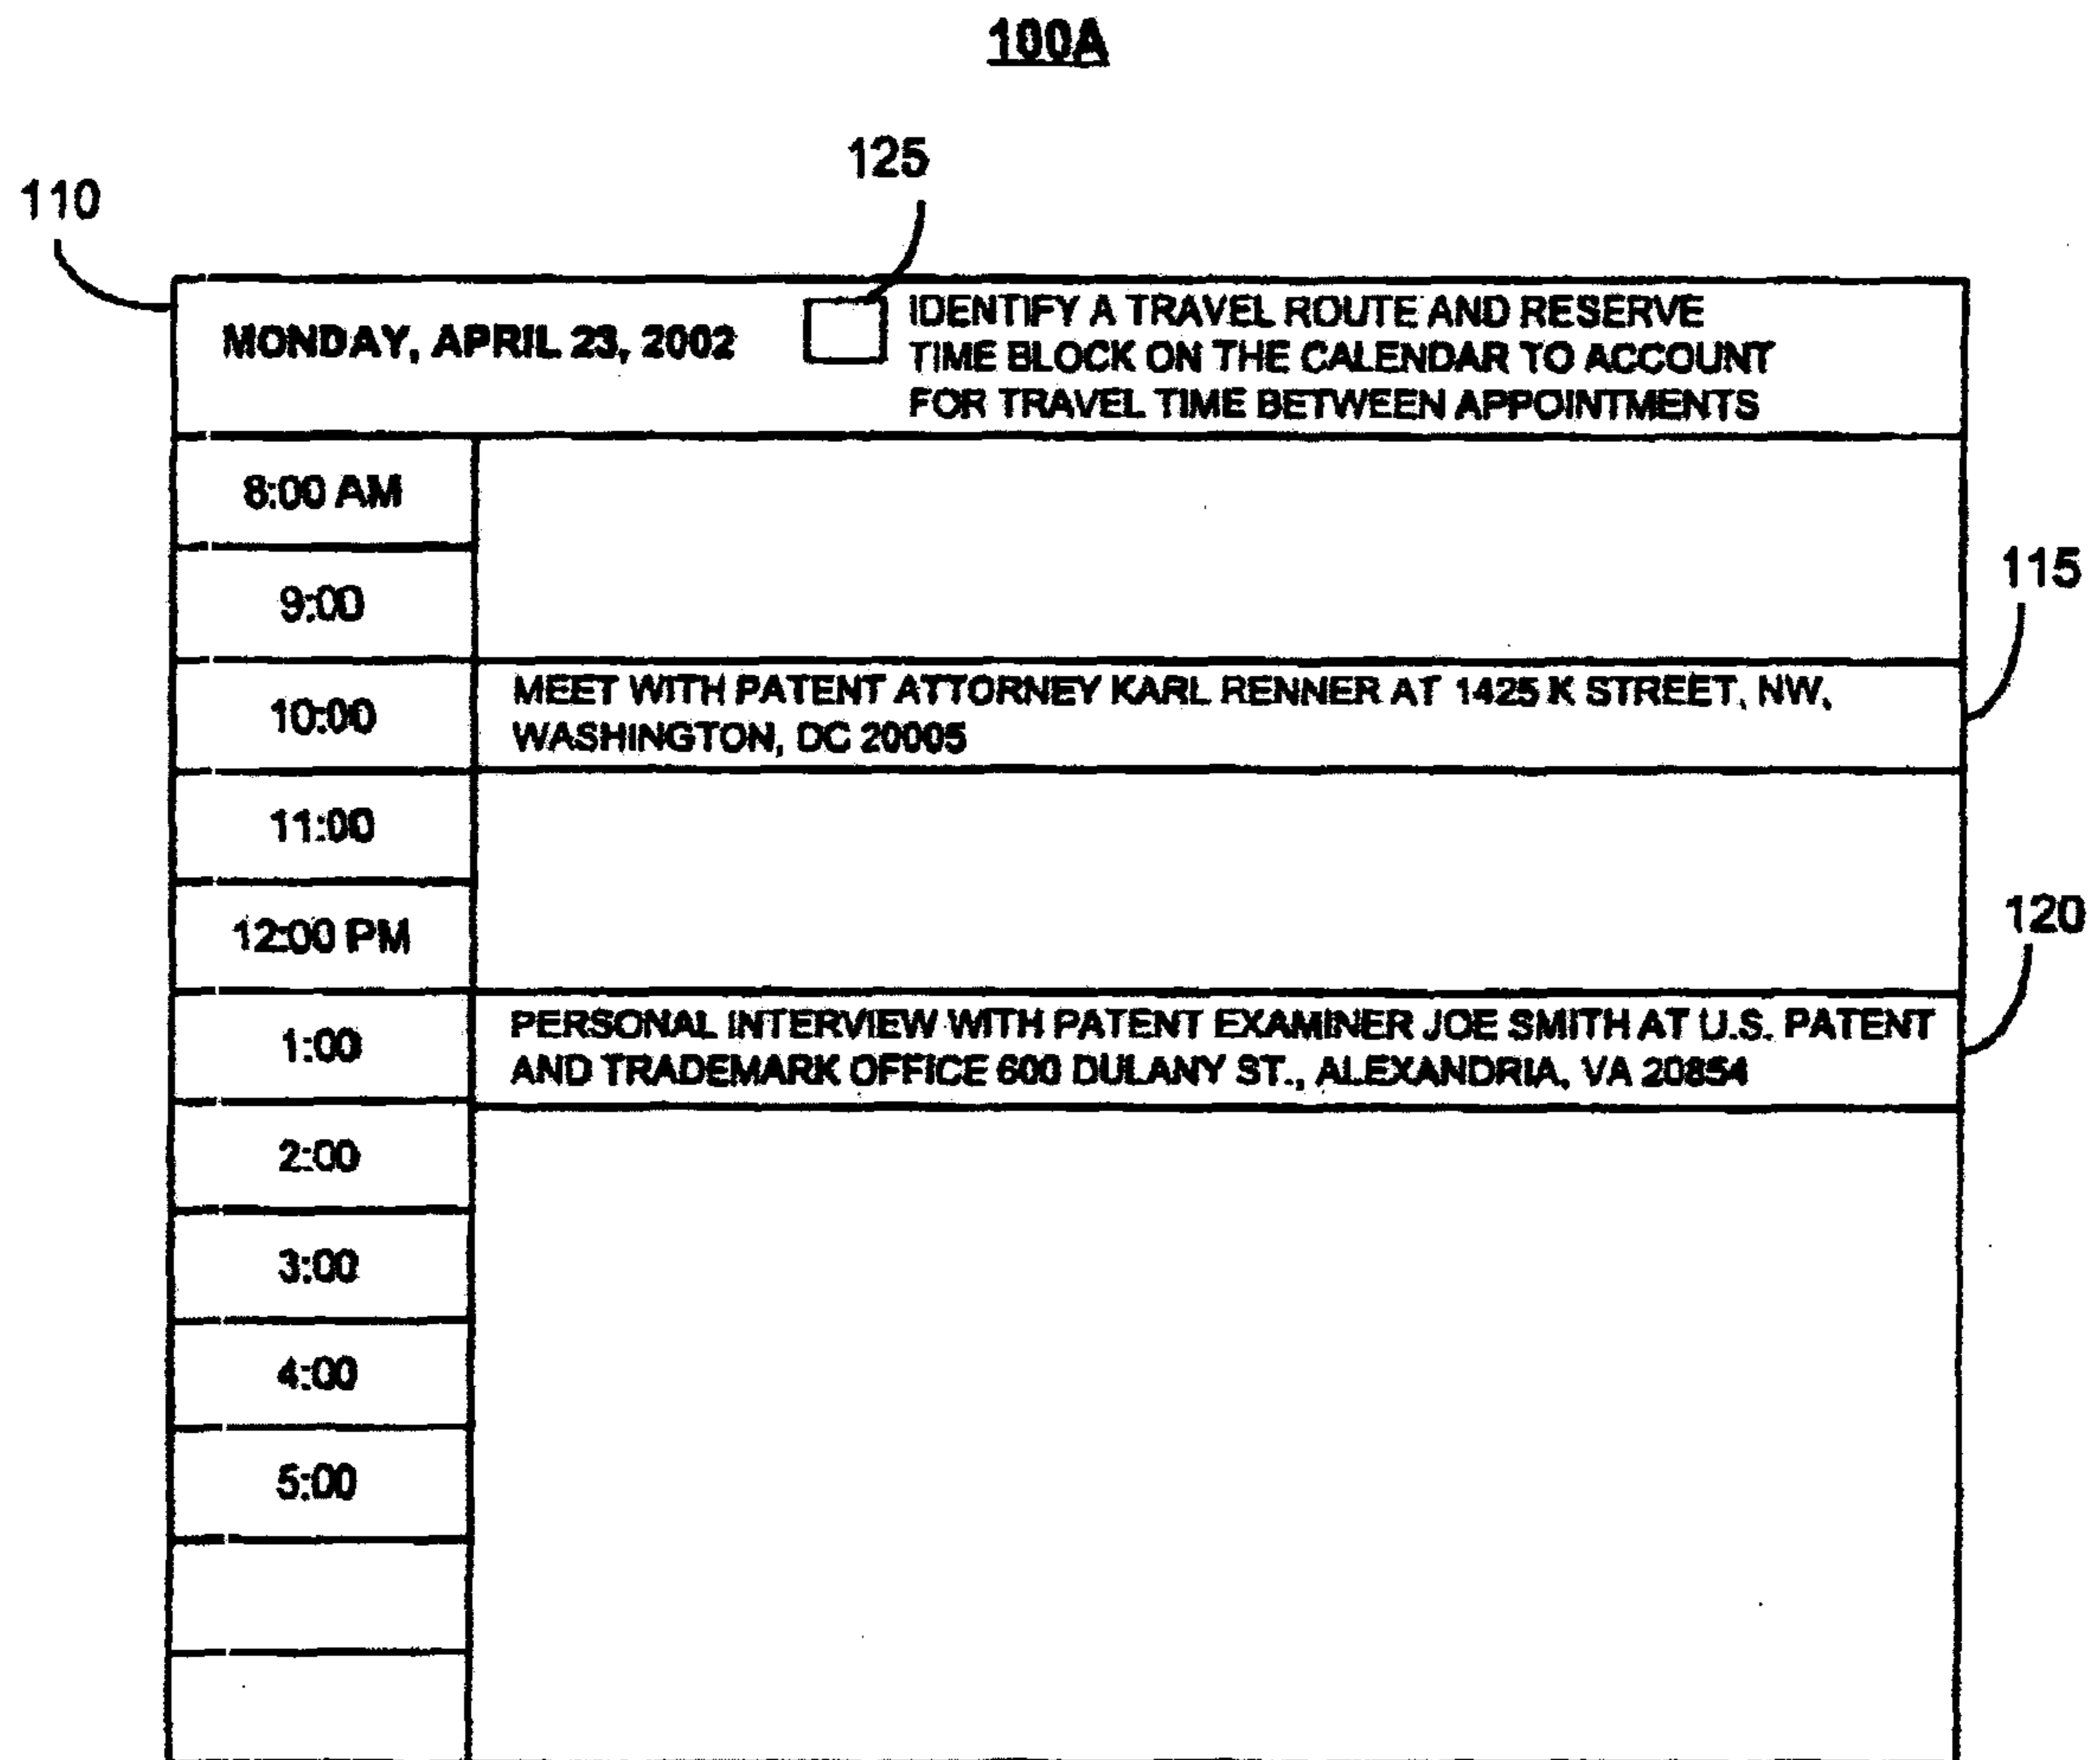 100A
125
110
MONDAY, APRIL 23, 2002
IDENTIFY A TRAVEL ROUTE AND RESERVE
TIME BLOCK ON THE CALENDAR TO ACCOUNT
FOR TRAVEL TIME BETWEEN APPOINTMENTS
8:00 AM
9:00
115
10:00
MEET WITH PATENT ATTORNEY KARL RENNER AT 1425 K STREET, NW,
WASHINGTON, DC 20005
11:00
12:00 PM
120
1:00
PERSONAL INTERVIEW WITH PATENT EXAMINER JOE SMITH AT U.S. PATENT
AND TRADEMARK OFFICE 600 DULANY ST., ALEXANDRIA, VA 20854
2:00
3:00
4:00
5:00